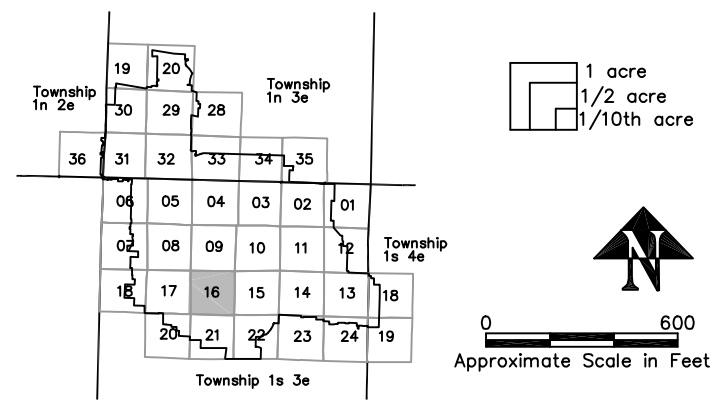 19 20
Township
1n 2e
Township
1n 3e
30 29 28
36 31 32 33 34 35
06 05 04 03 02 01
07 08 09 10 11 12
Township
1s 4e
18 17 16 15 14 13 18
20 21 22 23 24 19
Township 1s 3e
1 acre
1/2 acre
1/10th acre
N
0 600
Approximate Scale in Feet